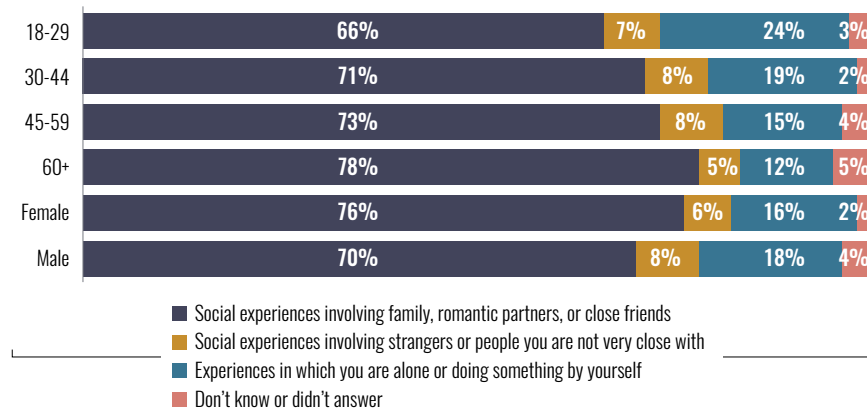 18-29 66% 7% 24% 3%
30-44 71% 8% 19% 2%
45-59 73% 8% 15% 4%
60+ 78% 5% 12% 5%
Female 76% 6% 16% 2%
Male 70% 8% 18% 4%
Social experiences involving family, romantic partners, or close friends
Social experiences involving strangers or people you are not very close with
Experiences in which you are alone or doing something by yourself
Don't know or didn't answer